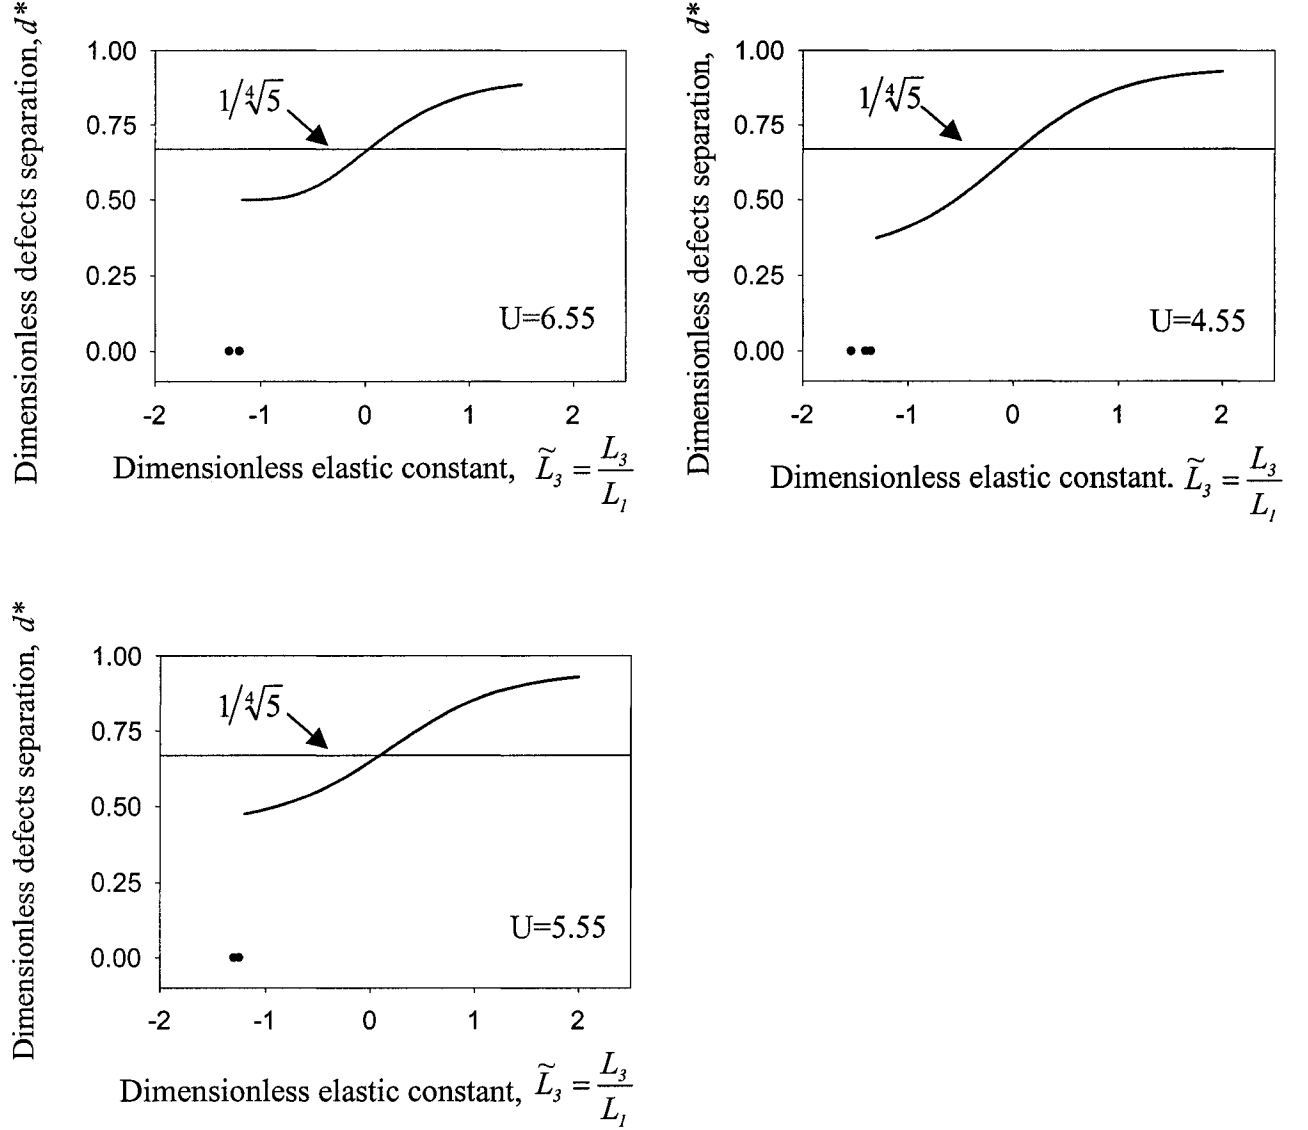 Dimensionless defects separation, d*
1.00
0.75
0.50
0.25
0.00
1/∜5
U=6.55
-2 -1 0 1 2
Dimensionless elastic constant, L̃₃ = L₃/L₁
Dimensionless defects separation, d*
1.00
0.75
0.50
0.25
0.00
1/∜5
U=4.55
-2 -1 0 1 2
Dimensionless elastic constant. L̃₃ = L₃/L₁
Dimensionless defects separation, d*
1.00
0.75
0.50
0.25
0.00
1/∜5
U=5.55
-2 -1 0 1 2
Dimensionless elastic constant, L̃₃ = L₃/L₁